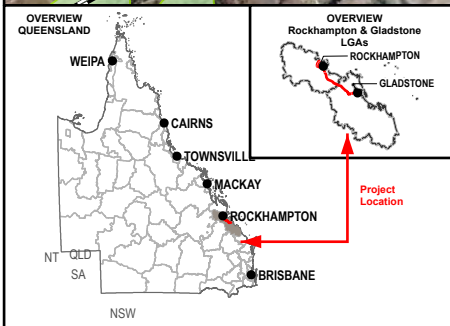 OVERVIEW
QUEENSLAND
WEIPA
CAIRNS
TOWNSVILLE
MACKAY
ROCKHAMPTON
BRISBANE
NT
QLD
SA
NSW
OVERVIEW
Rockhampton & Gladstone
LGAs
ROCKHAMPTON
GLADSTONE
Project
Location